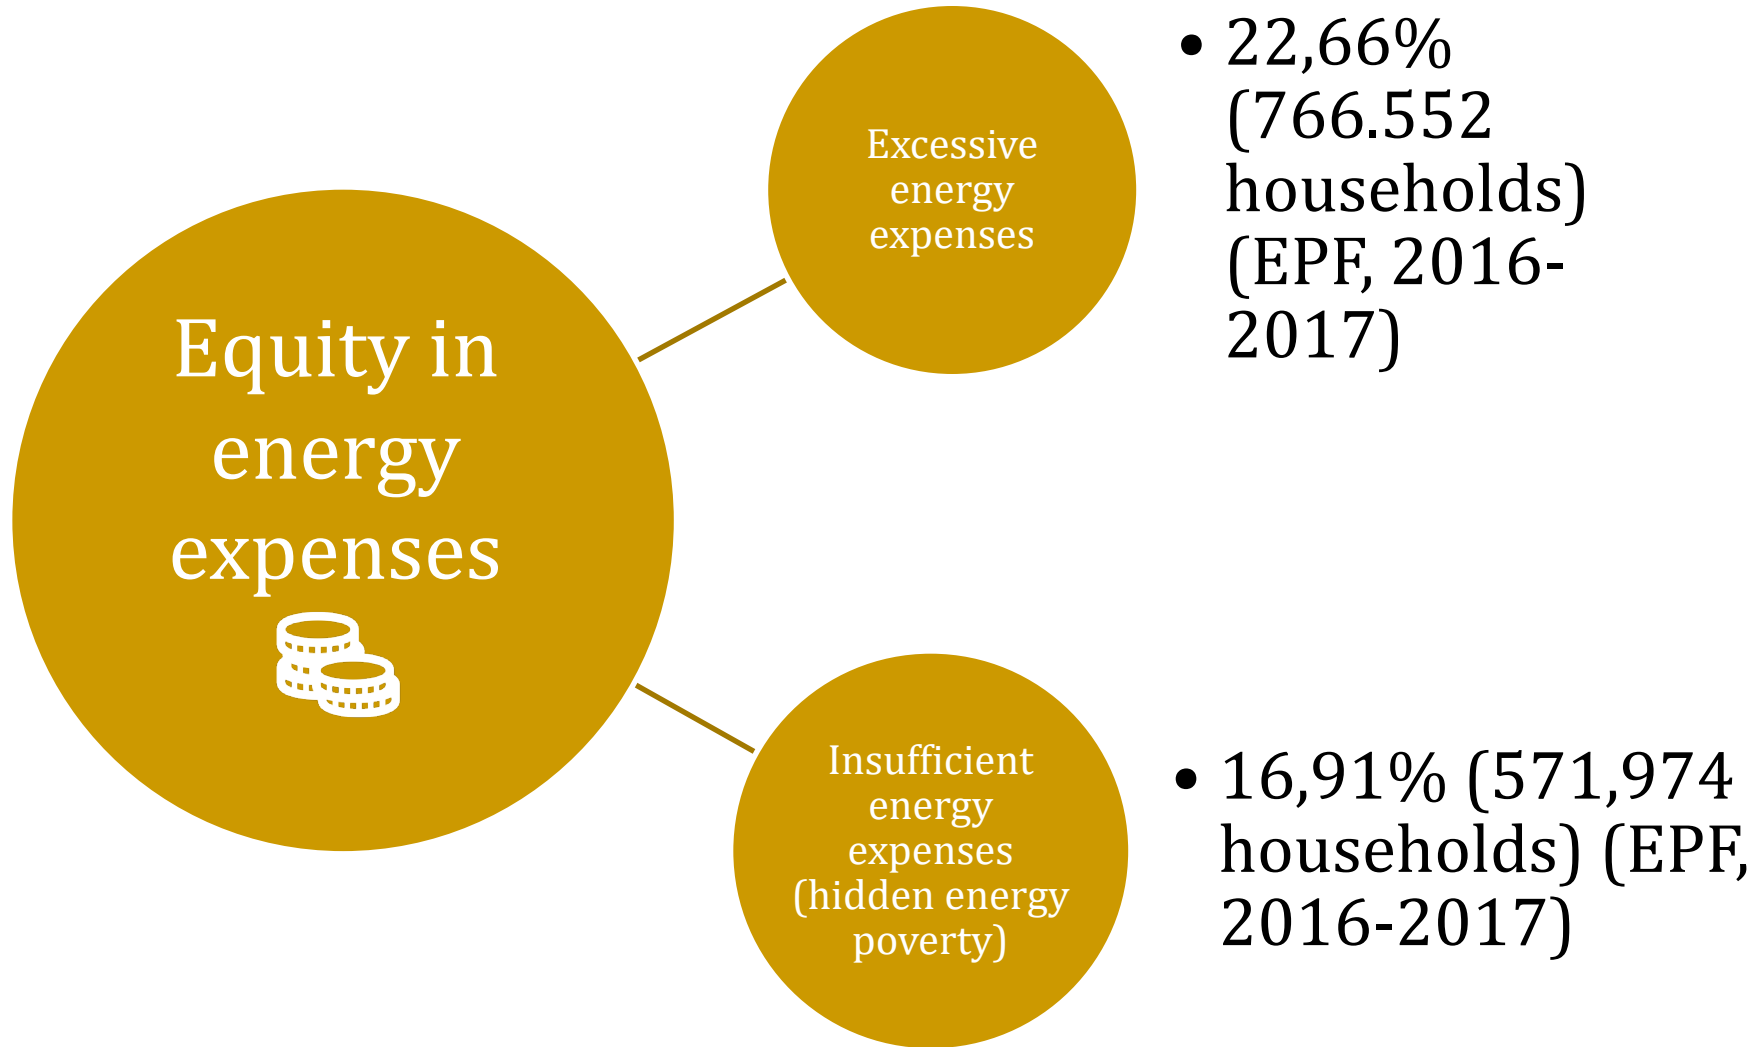 Equity in
energy
expenses
Excessive
energy
expenses
• 22,66%
(766.552
households)
(EPF, 2016-
2017)
Insufficient
energy
expenses
(hidden energy
poverty)
• 16,91% (571,974
households) (EPF,
2016-2017)